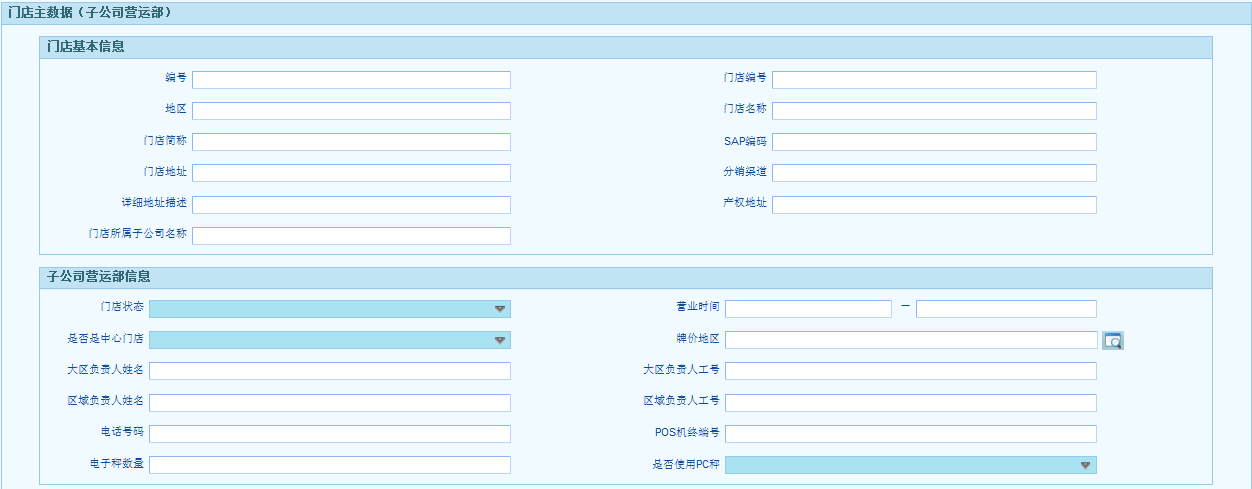 门店主数据（子公司营运部）
门店基本信息
编号 门店编号
地区 门店名称
门店简称 SAP编码
门店地址 分销渠道
详细地址描述 产权地址
门店所属子公司名称
子公司营运部信息
门店状态 营业时间 —
是否是中心门店 牌价地区
大区负责人姓名 大区负责人工号
区域负责人姓名 区域负责人工号
电话号码 POS机终端号
电子秤数量 是否使用PC秤